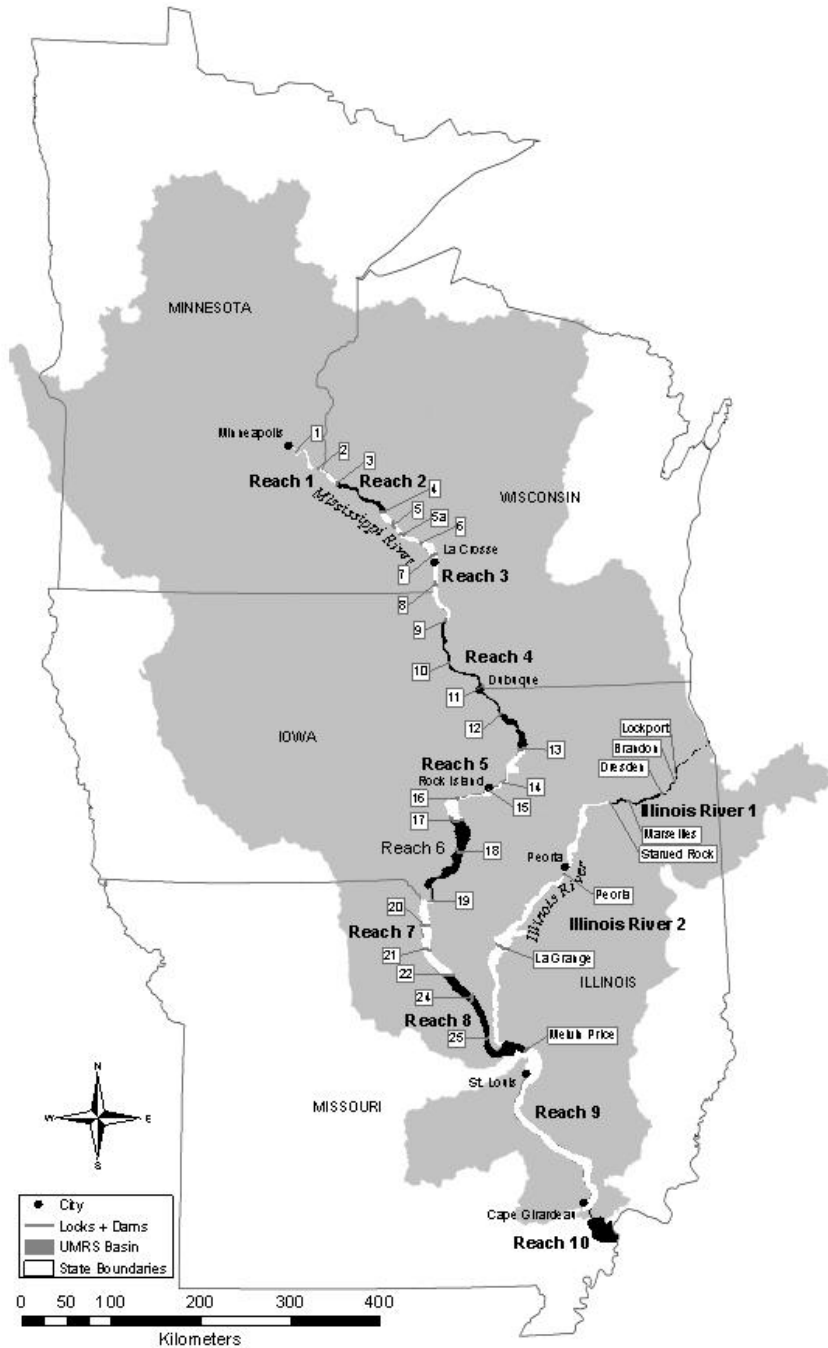 MINNESOTA
Minneapolis
1
2
3
Reach 1
Reach 2
4
WISCONSIN
5
5a
6
Mississippi River
La Crosse
7
Reach 3
8
9
Reach 4
10
Dubuque
11
12
IOWA
13
Lockport
Brandon
Dresden
Reach 5
Rock Island
14
15
16
Illinois River 1
17
Marseilles
Reach 6
18
Starved Rock
Peoria
Peoria
19
Illinois River
20
Illinois River 2
Reach 7
21
La Grange
22
ILLINOIS
24
Reach 8
25
Melvin Price
St. Louis
N
W
E
S
MISSOURI
Reach 9
City
Locks + Dams
UMRS Basin
State Boundaries
Cape Girardeau
Reach 10
0 50 100 200 300 400
Kilometers